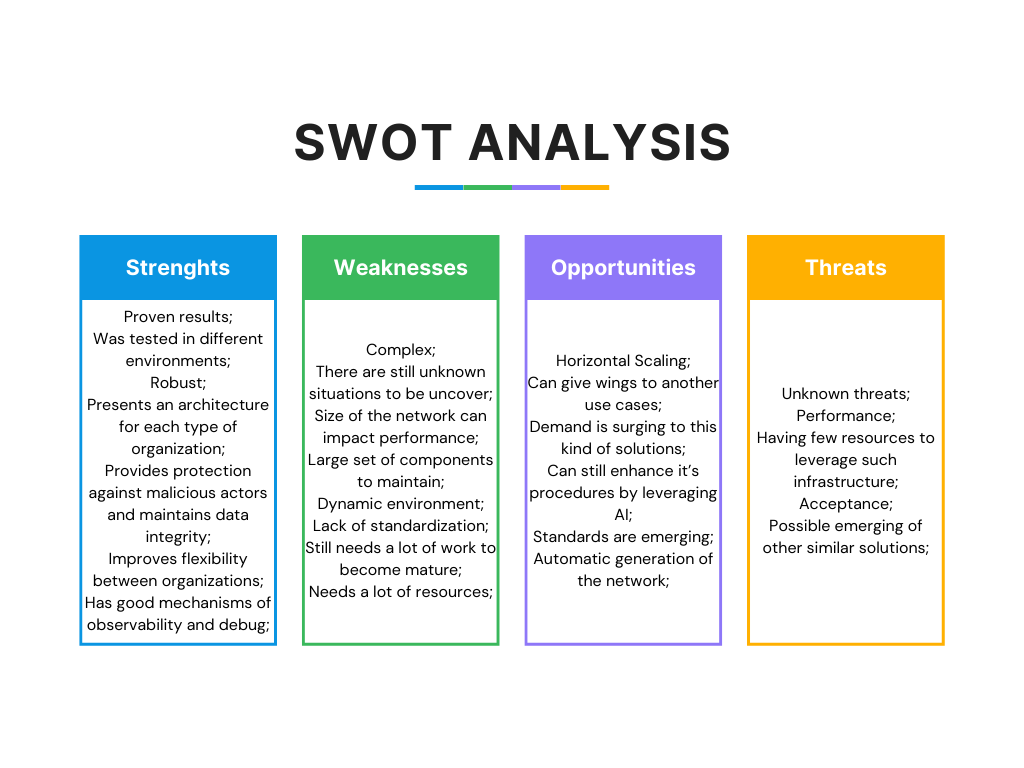 SWOT ANALYSIS
Strenghts
Proven results;
Was tested in different
environments;
Robust;
Presents an architecture
for each type of
organization;
Provides protection
against malicious actors
and maintains data
integrity;
Improves flexibility
between organizations;
Has good mechanisms of
observability and debug;
Weaknesses
Complex;
There are still unknown
situations to be uncover;
Size of the network can
impact performance;
Large set of components
to maintain;
Dynamic environment;
Lack of standardization;
Still needs a lot of work to
become mature;
Needs a lot of resources;
Opportunities
Horizontal Scaling;
Can give wings to another
use cases;
Demand is surging to this
kind of solutions;
Can still enhance it’s
procedures by leveraging
AI;
Standards are emerging;
Automatic generation of
the network;
Threats
Unknown threats;
Performance;
Having few resources to
leverage such
infrastructure;
Acceptance;
Possible emerging of
other similar solutions;